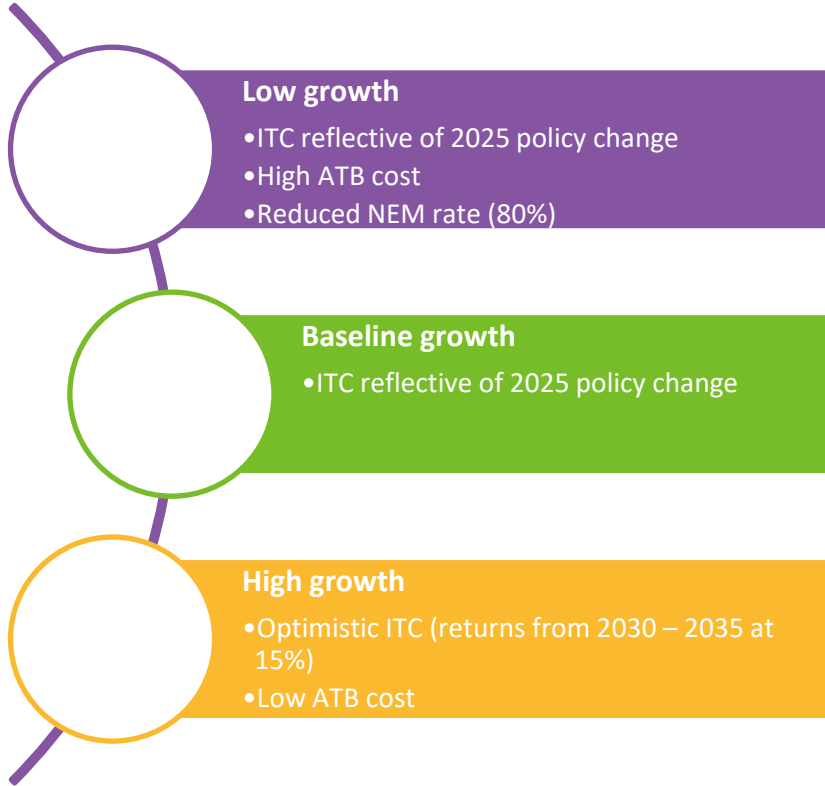 Low growth
•ITC reflective of 2025 policy change
•High ATB cost
•Reduced NEM rate (80%)
Baseline growth
•ITC reflective of 2025 policy change
High growth
•Optimistic ITC (returns from 2030 – 2035 at
15%)
•Low ATB cost